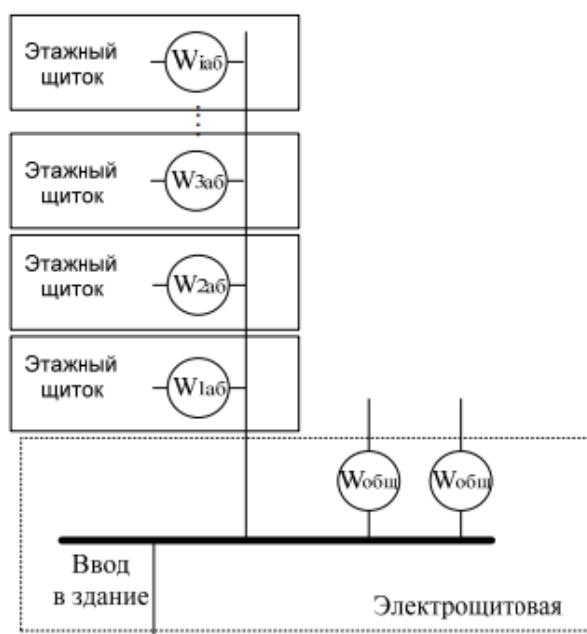 Этажный
щиток
Wiаб
Этажный
щиток
W3аб
Этажный
щиток
W2аб
Этажный
щиток
W1аб
Wобщ
Wобщ
Ввод
в здание
Электрощитовая